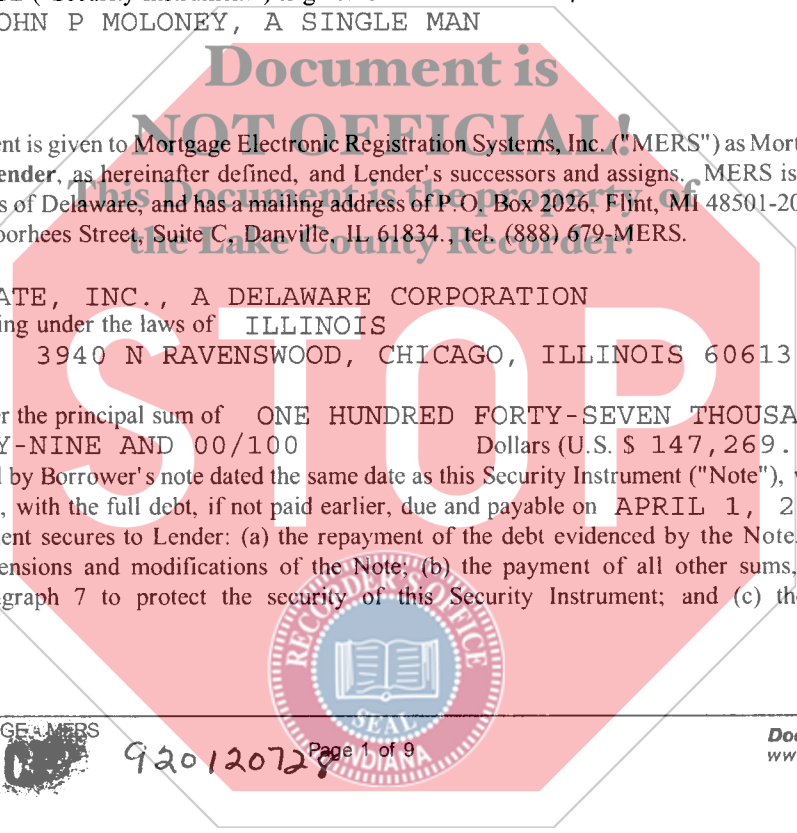 OHN P MOLONEY, A SINGLE MAN
Document is
NOT OFFICIAL!
This Document is the property of
the Lake County Recorder!
ent is given to Mortgage Electronic Registration Systems, Inc. ("MERS") as Mort
ender, as hereinafter defined, and Lender's successors and assigns. MERS is
s of Delaware, and has a mailing address of P.O. Box 2026, Flint, MI 48501-20
oorhees Street, Suite C, Danville, IL 61834., tel. (888) 679-MERS.
ATE, INC., A DELAWARE CORPORATION
ing under the laws of ILLINOIS
3940 N RAVENSWOOD, CHICAGO, ILLINOIS 60613
STOP
r the principal sum of ONE HUNDRED FORTY-SEVEN THOUSA
Y-NINE AND 00/100 Dollars (U.S. $ 147,269.
l by Borrower's note dated the same date as this Security Instrument ("Note"),
, with the full debt, if not paid earlier, due and payable on APRIL 1, 2
ent secures to Lender: (a) the repayment of the debt evidenced by the Note,
ensions and modifications of the Note; (b) the payment of all other sums,
graph 7 to protect the security of this Security Instrument; and (c) th
RECORDER'S OFFICE
SEAL
INDIANA
GE - MERS
920120728
Page 1 of 9
Doc
ww